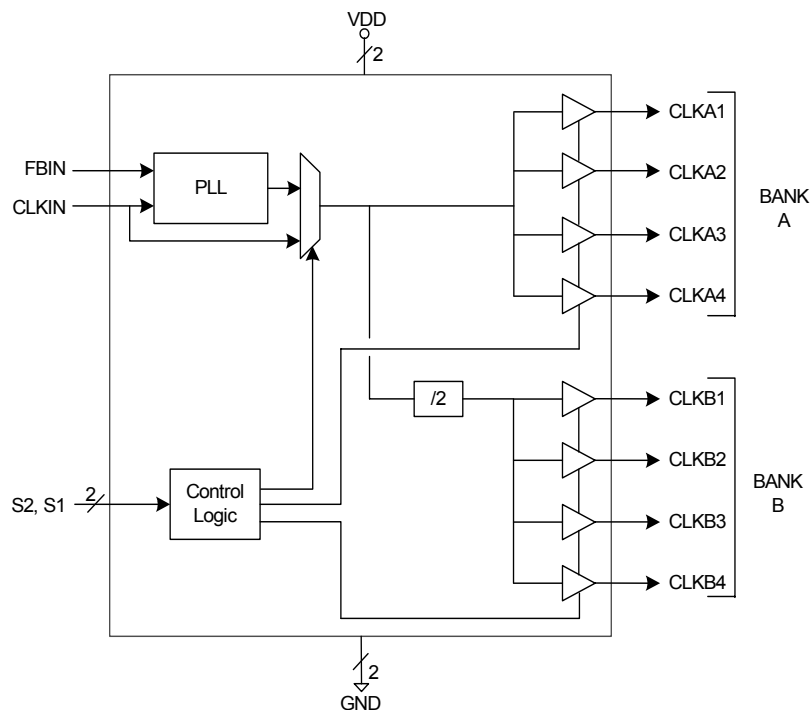 VDD
2
FBIN
CLKIN
PLL
CLKA1
CLKA2
CLKA3
CLKA4
BANK
A
/2
CLKB1
CLKB2
CLKB3
CLKB4
BANK
B
S2, S1
2
Control
Logic
2
GND